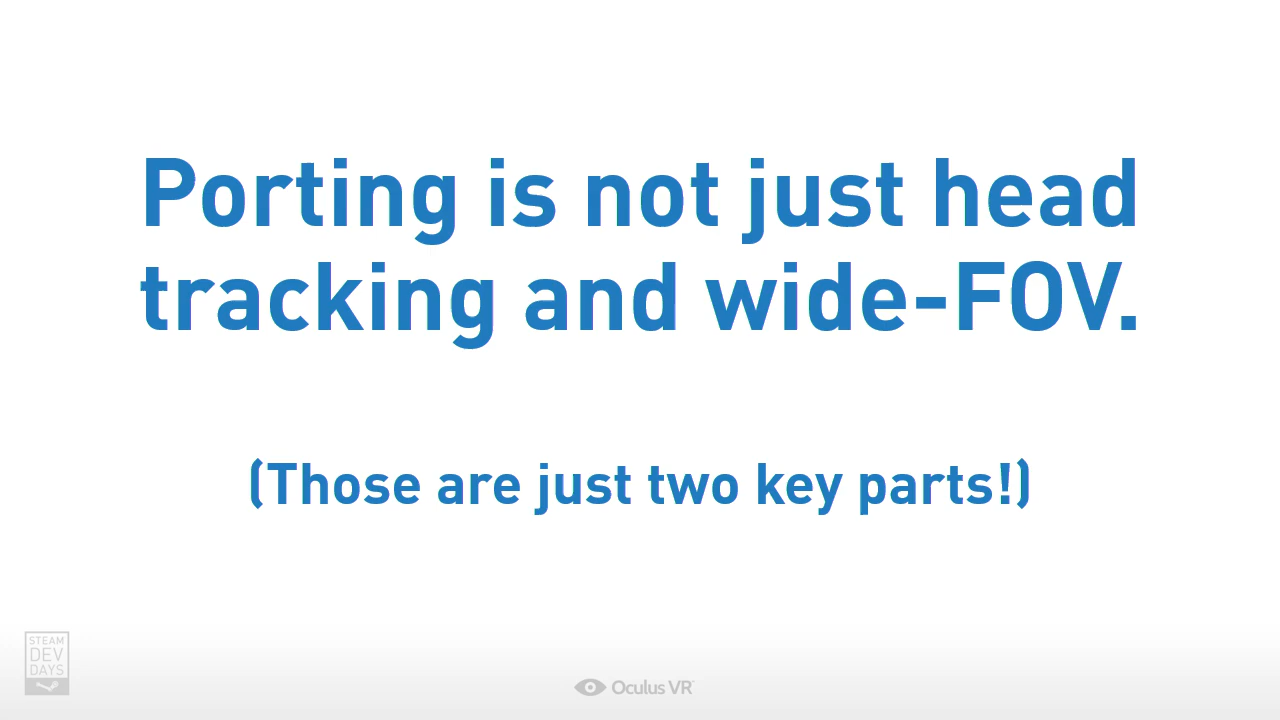 Porting is not just head
tracking and wide-FOV.
(Those are just two key parts!)
STEAM
DEV
DAYS
Oculus VR